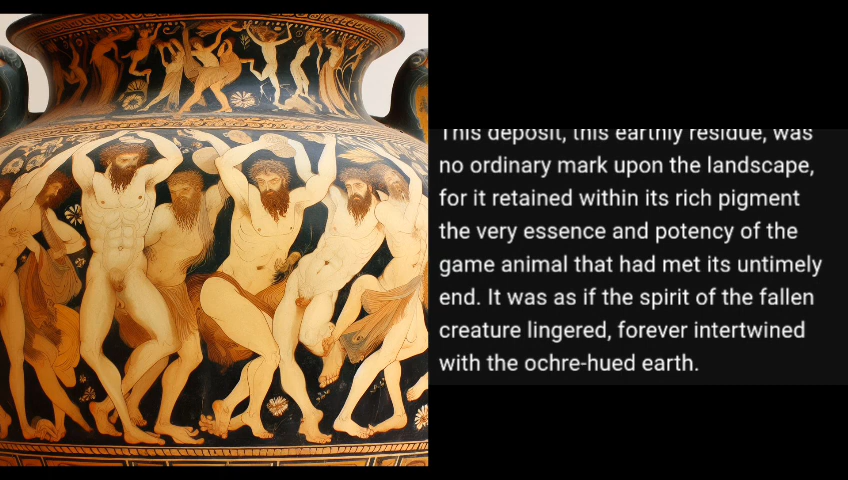 This deposit, this earthly residue, was
no ordinary mark upon the landscape,
for it retained within its rich pigment
the very essence and potency of the
game animal that had met its untimely
end. It was as if the spirit of the fallen
creature lingered, forever intertwined
with the ochre-hued earth.